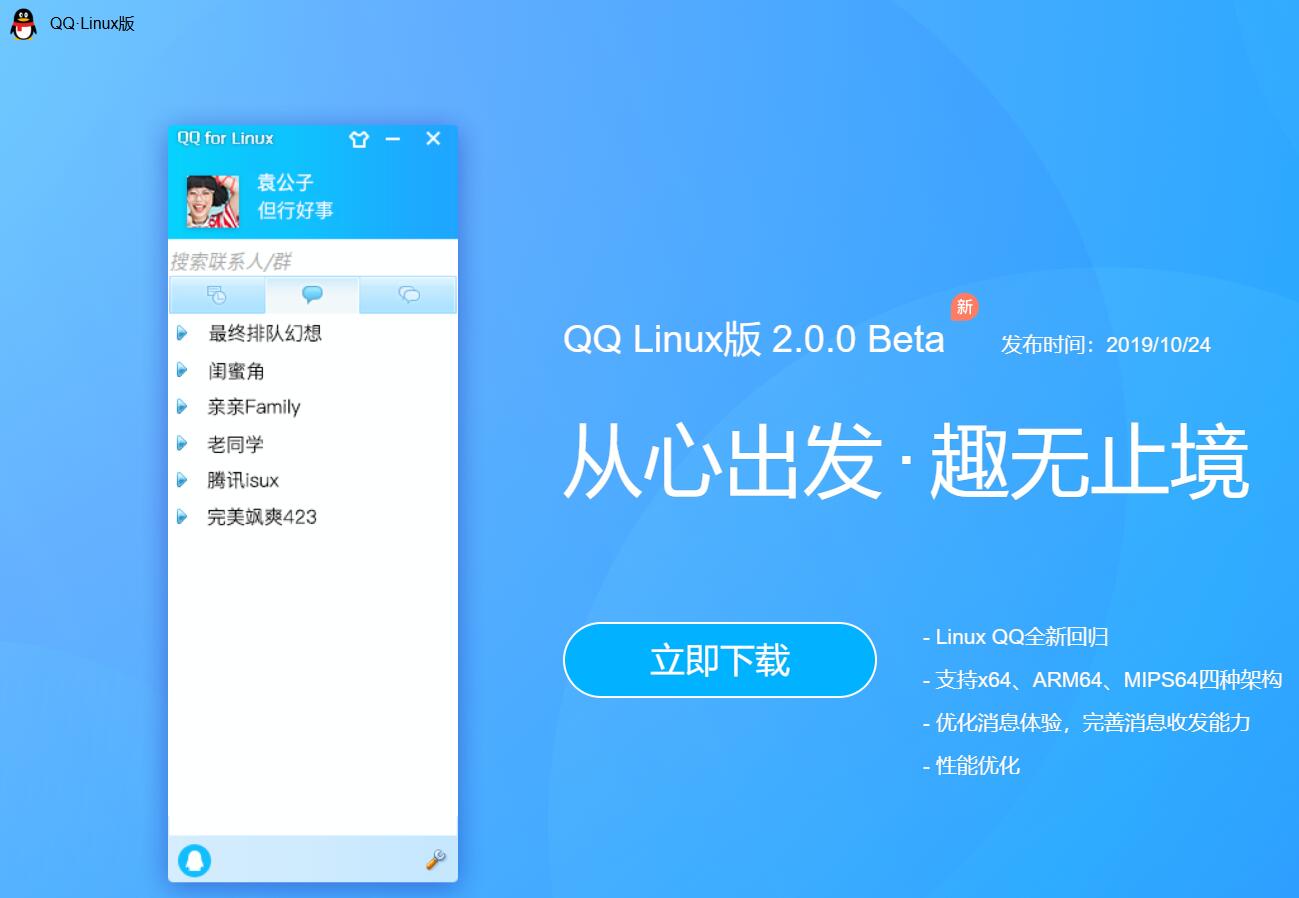 QQ·Linux版
QQ for Linux
袁公子
但行好事
搜索联系人/群
最终排队幻想
闺蜜角
亲亲Family
老同学
腾讯isux
完美飒爽423
新
QQ Linux版 2.0.0 Beta
发布时间：2019/10/24
从心出发·趣无止境
立即下载
- Linux QQ全新回归
- 支持x64、ARM64、MIPS64四种架构
- 优化消息体验，完善消息收发能力
- 性能优化